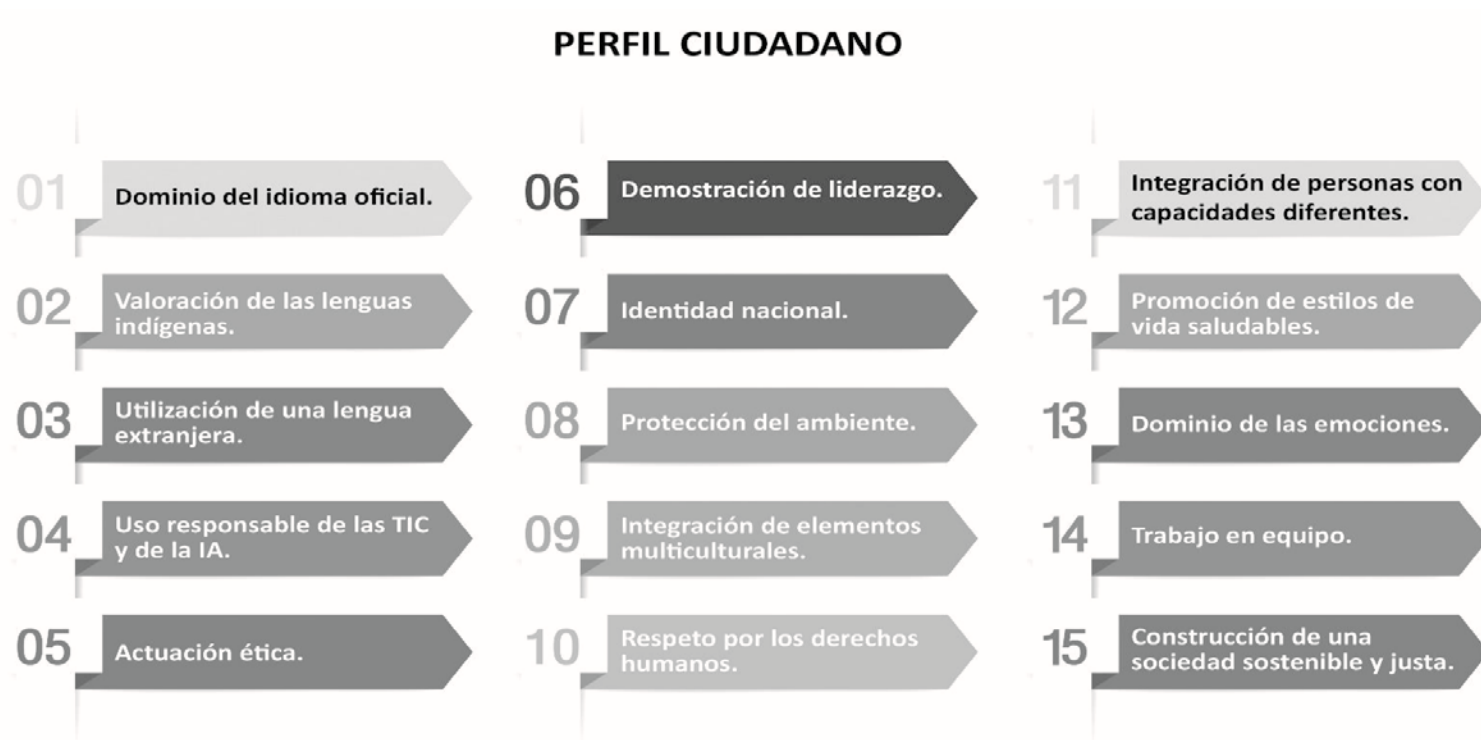 PERFIL CIUDADANO
01
Dominio del idioma oficial.
02
Valoración de las lenguas
indígenas.
03
Utilización de una lengua
extranjera.
04
Uso responsable de las TIC
y de la IA.
05
Actuación ética.
06
Demostración de liderazgo.
07
Identidad nacional.
08
Protección del ambiente.
09
Integración de elementos
multiculturales.
10
Respeto por los derechos
humanos.
11
Integración de personas con
capacidades diferentes.
12
Promoción de estilos de
vida saludables.
13
Dominio de las emociones.
14
Trabajo en equipo.
15
Construcción de una
sociedad sostenible y justa.